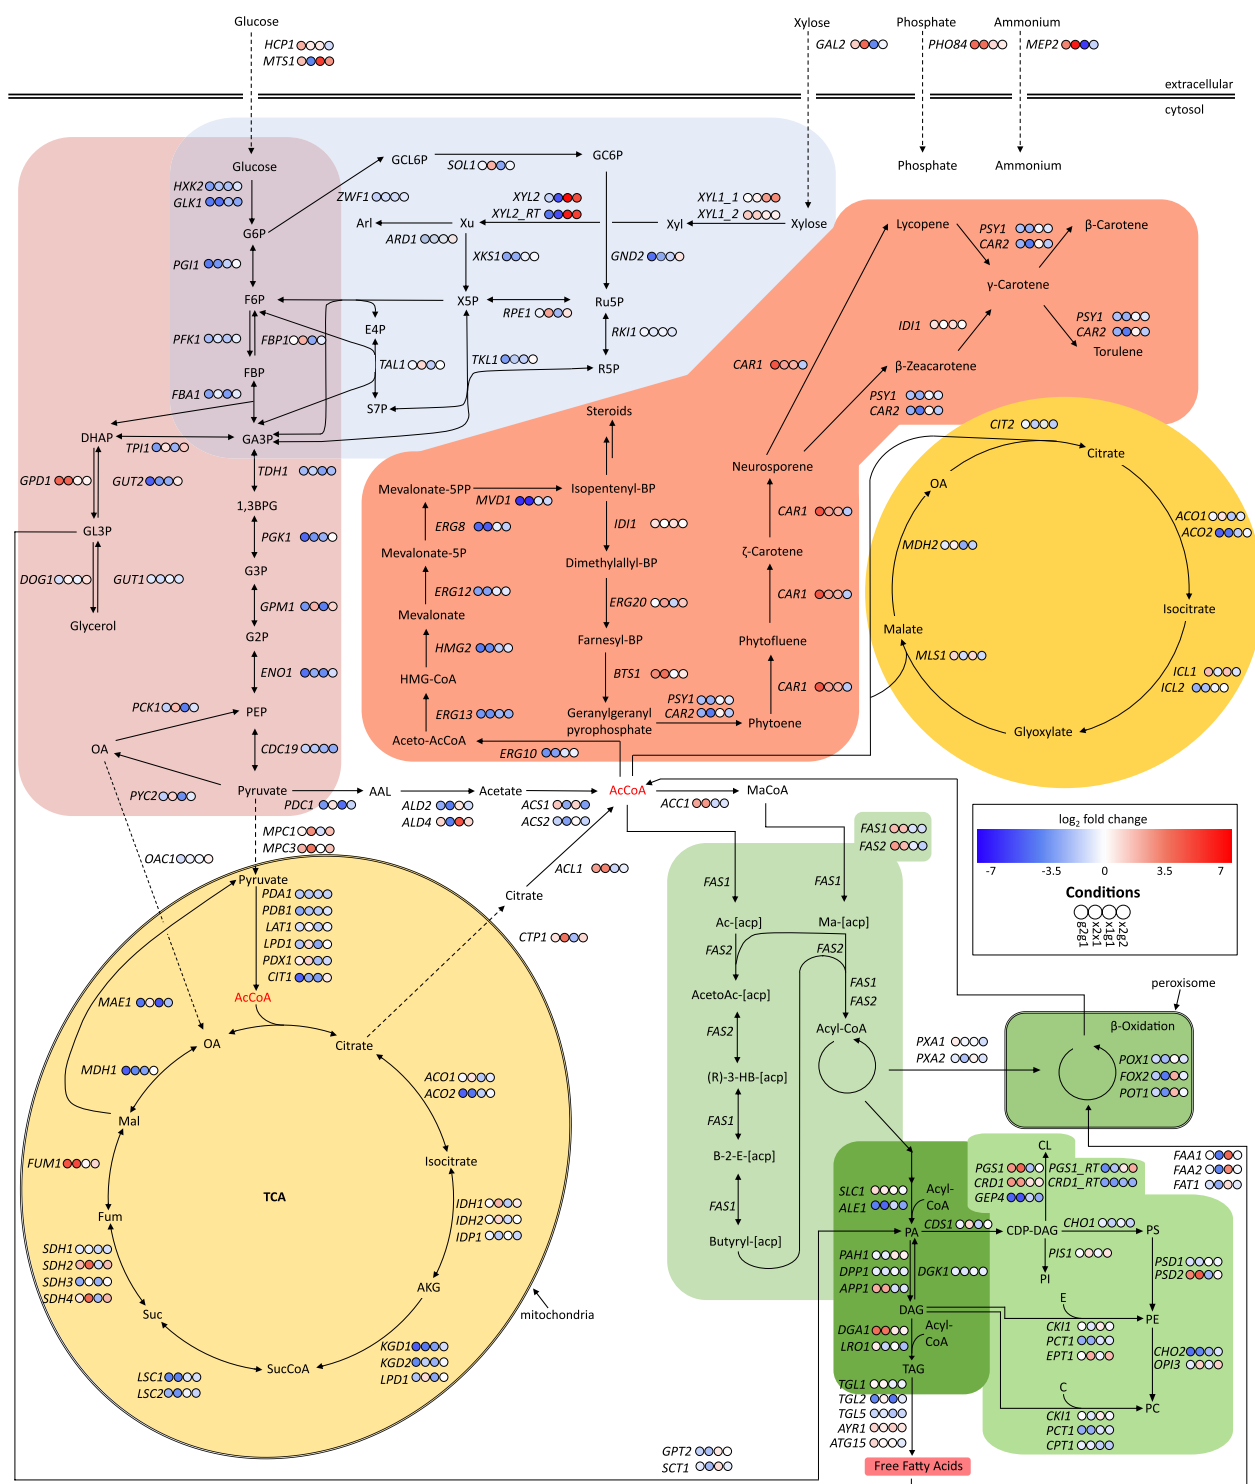 Glucose
Xylose
Phosphate
Ammonium
HCP1
MTS1
GAL2
PHO84
MEP2
extracellular
cytosol
Glucose
GCL6P
SOL1
GC6P
Phosphate
Ammonium
HXK2
GLK1
ZWF1
XYL2
XYL2_RT
XYL1_1
XYL1_2
G6P
Arl
Xu
Xyl
Xylose
Lycopene
PSY1
CAR2
β-Carotene
ARD1
XKS1
GND2
PGI1
γ-Carotene
F6P
X5P
Ru5P
RPE1
E4P
RKI1
IDI1
PSY1
CAR2
Torulene
PFK1
FBP1
TAL1
TKL1
R5P
CAR1
β-Zeacarotene
FBP
FBA1
S7P
PSY1
CAR2
Steroids
CIT2
DHAP
TPI1
GA3P
Citrate
GPD1
GUT2
TDH1
Neurosporene
OA
Mevalonate-5PP
MVD1
Isopentenyl-BP
1,3BPG
CAR1
ACO1
ACO2
GL3P
PGK1
ERG8
IDI1
Mevalonate-5P
ζ-Carotene
MDH2
DOG1
GUT1
G3P
Dimethylallyl-BP
ERG12
ERG20
CAR1
GPM1
Isocitrate
Glycerol
Mevalonate
G2P
Farnesyl-BP
Phytofluene
Malate
HMG2
MLS1
ENO1
HMG-CoA
BTS1
CAR1
ICL1
ICL2
PCK1
PEP
ERG13
Geranylgeranyl
pyrophosphate
PSY1
CAR2
Phytoene
Glyoxylate
OA
CDC19
Aceto-AcCoA
ERG10
PYC2
Pyruvate
PDC1
AAL
ALD2
ALD4
Acetate
ACS1
ACS2
AcCoA
ACC1
MaCoA
MPC1
MPC3
FAS1
FAS2
log2 fold change
-7
-3.5
0
3.5
7
Conditions
g2g1
x2x1
x1g1
x2g2
OAC1
Pyruvate
ACL1
Citrate
FAS1
FAS1
PDA1
PDB1
LAT1
LPD1
PDX1
CIT1
CTP1
Ac-[acp]
Ma-[acp]
FAS2
FAS2
MAE1
AcCoA
AcetoAc-[acp]
FAS1
FAS2
peroxisome
OA
Citrate
FAS2
Acyl-CoA
β-Oxidation
PXA1
PXA2
POX1
FOX2
POT1
MDH1
ACO1
ACO2
(R)-3-HB-[acp]
Mal
FAS1
FUM1
Isocitrate
B-2-E-[acp]
CL
PGS1
CRD1
GEP4
PGS1_RT
CRD1_RT
FAA1
FAA2
FAT1
TCA
IDH1
IDH2
IDP1
FAS1
SLC1
ALE1
Acyl-
CoA
Fum
Butyryl-[acp]
PA
CDS1
CDP-DAG
CHO1
PS
SDH1
SDH2
SDH3
SDH4
PAH1
DPP1
APP1
DGK1
PIS1
PI
PSD1
PSD2
AKG
mitochondria
E
Suc
DAG
PE
DGA1
LRO1
Acyl-
CoA
CKI1
PCT1
EPT1
CHO2
OPI3
KGD1
KGD2
LPD1
SucCoA
LSC1
LSC2
TAG
TGL1
TGL2
TGL5
AYR1
ATG15
C
PC
CKI1
PCT1
CPT1
GPT2
SCT1
Free Fatty Acids